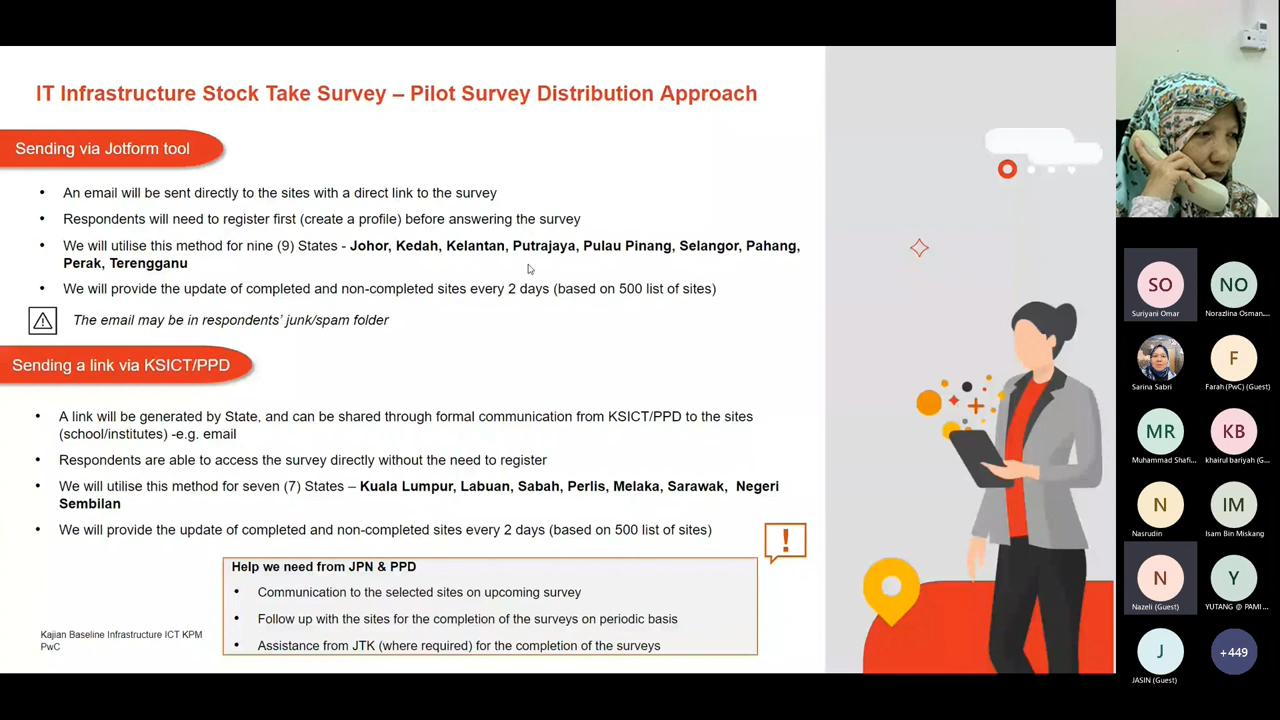 IT Infrastructure Stock Take Survey – Pilot Survey Distribution Approach
Sending via Jotform tool
• An email will be sent directly to the sites with a direct link to the survey
• Respondents will need to register first (create a profile) before answering the survey
• We will utilise this method for nine (9) States - Johor, Kedah, Kelantan, Putrajaya, Pulau Pinang, Selangor, Pahang,
Perak, Terengganu
• We will provide the update of completed and non-completed sites every 2 days (based on 500 list of sites)
The email may be in respondents' junk/spam folder
Sending a link via KSICT/PPD
• A link will be generated by State, and can be shared through formal communication from KSICT/PPD to the sites
(school/institutes) -e.g. email
• Respondents are able to access the survey directly without the need to register
• We will utilise this method for seven (7) States – Kuala Lumpur, Labuan, Sabah, Perlis, Melaka, Sarawak, Negeri
Sembilan
• We will provide the update of completed and non-completed sites every 2 days (based on 500 list of sites)
!
Help we need from JPN & PPD
• Communication to the selected sites on upcoming survey
• Follow up with the sites for the completion of the surveys on periodic basis
• Assistance from JTK (where required) for the completion of the surveys
Kajian Baseline Infrastructure ICT KPM
PwC
SO
Suriyani Omar
NO
Norazlina Osman...
Sarina Sabri
F
Farah (PwC) (Guest)
MR
Muhammad Shafi...
KB
khairul bariyah (G...
N
Nasrudin
IM
Isam Bin Miskang
N
Nazeli (Guest)
Y
YUTANG @ PAMI ...
J
JASIN (Guest)
+449